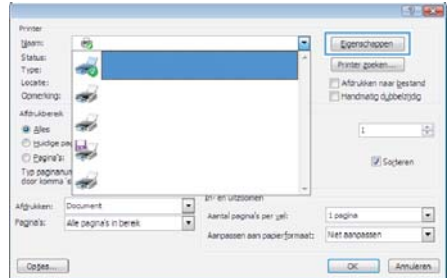 Printer
Naam:
Eigenschappen
Status:
Type:
Printer zoeken...
Locatie:
Afdrukken naar bestand
Opmerking:
Handmatig dubbelzijdig
Afdrukbereik
Alles
1
Huidige
Pagina's:
Sorteren
Typ
door komma's
In- en uitzoomen
Afdrukken:
Document
Aantal pagina's per vel:
1 pagina
Pagina's:
Alle pagina's in bereik
Aanpassen aan papierformaat:
Niet aanpassen
Opties...
OK
Annuleren